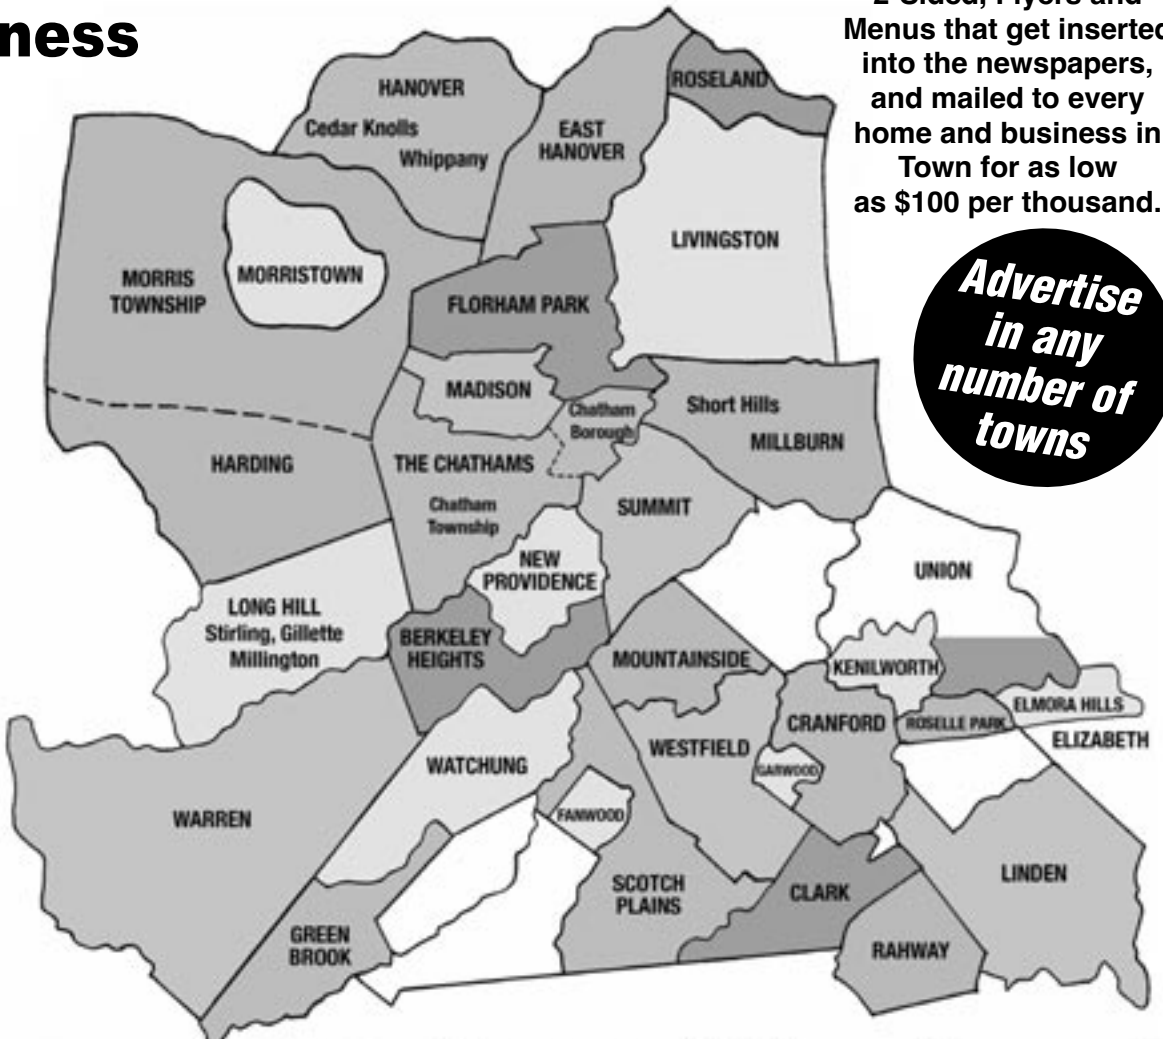 ness
Menus that get inserted
into the newspapers,
and mailed to every
home and business in
Town for as low
as $100 per thousand.
Advertise
in any
number of
towns
HANOVER
Cedar Knolls
Whippany
EAST
HANOVER
ROSELAND
LIVINGSTON
MORRIS
TOWNSHIP
MORRISTOWN
FLORHAM PARK
MADISON
Chatham
Borough
Short Hills
MILLBURN
HARDING
THE CHATHAMS
Chatham
Township
SUMMIT
NEW
PROVIDENCE
UNION
LONG HILL
Stirling, Gillette
Millington
BERKELEY
HEIGHTS
MOUNTAINSIDE
KENILWORTH
ELMORA HILLS
ROSELLE PARK
ELIZABETH
CRANFORD
WESTFIELD
GARWOOD
WATCHUNG
WARREN
FANWOOD
SCOTCH
PLAINS
CLARK
LINDEN
GREEN
BROOK
RAHWAY